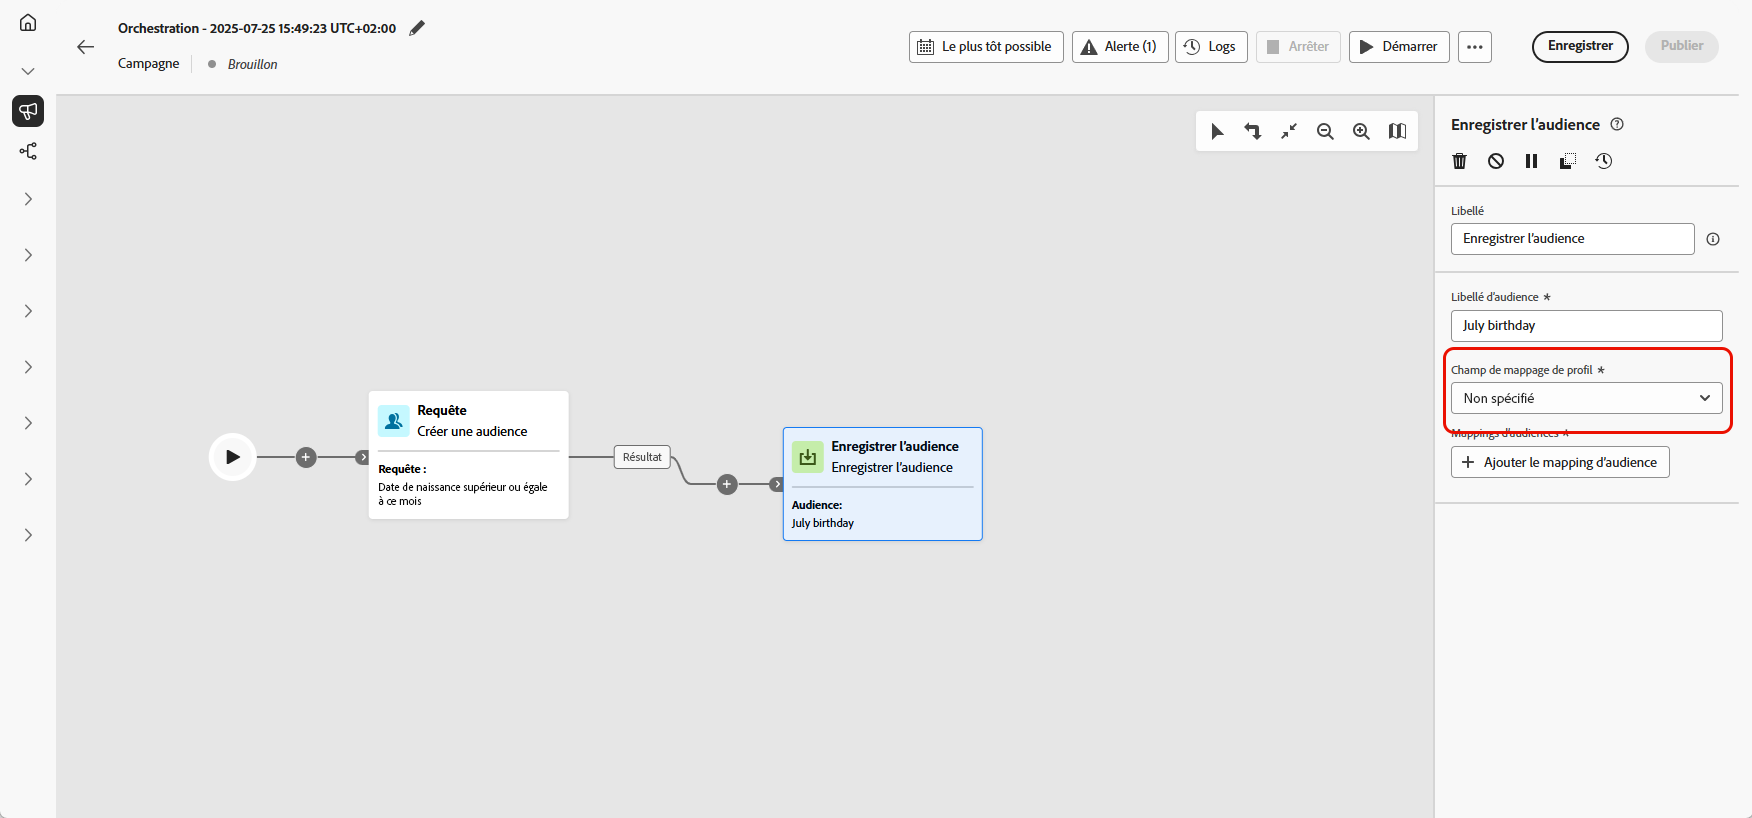 Orchestration - 2025-07-25 15:49:23 UTC+02:00
Campagne
Brouillon
Le plus tôt possible
Alerte (1)
Logs
Arrêter
Démarrer
Enregistrer
Publier
Requête
Créer une audience
Requête :
Date de naissance supérieur ou égale
à ce mois
Résultat
Enregistrer l’audience
Enregistrer l’audience
Audience:
July birthday
Enregistrer l’audience
Libellé
Enregistrer l’audience
Libellé d’audience *
July birthday
Champ de mappage de profil *
Non spécifié
Mappings d’audiences *
Ajouter le mapping d’audience